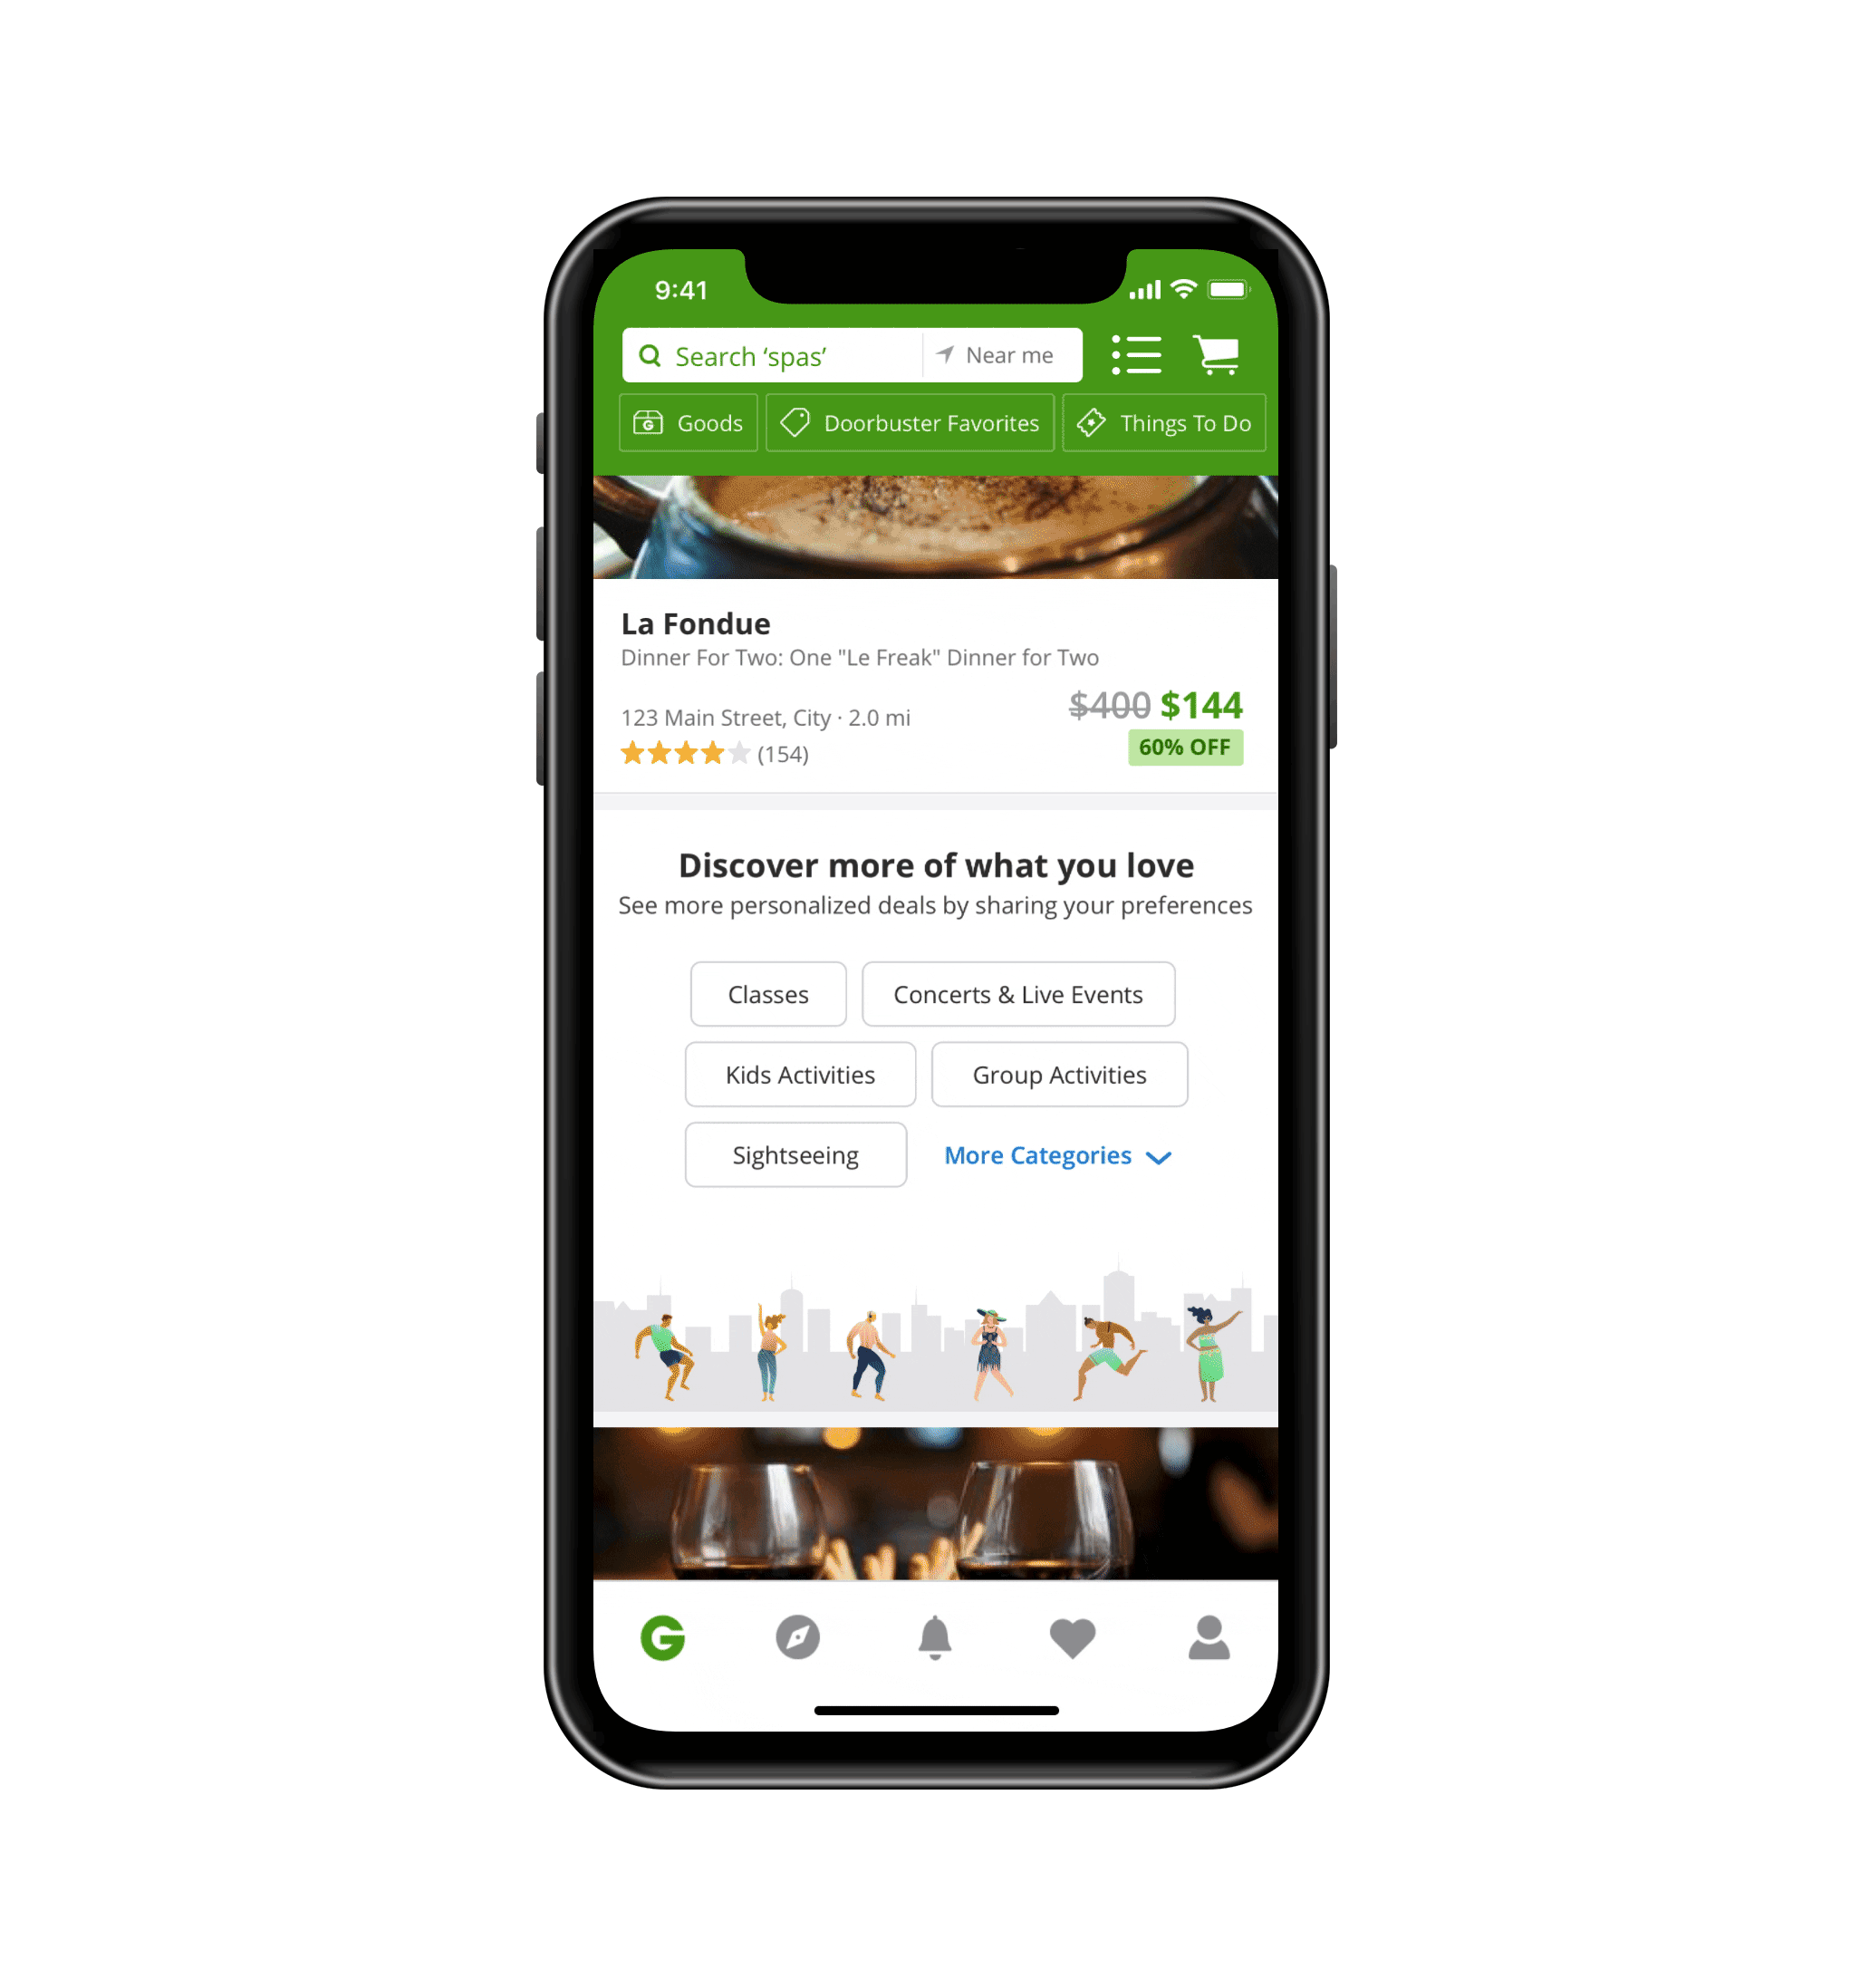 9:41
Search ‘spas’ Near me
Goods Doorbuster Favorites Things To Do
La Fondue
Dinner For Two: One "Le Freak" Dinner for Two
$400 $144
123 Main Street, City · 2.0 mi
60% OFF
(154)
Discover more of what you love
See more personalized deals by sharing your preferences
Classes Concerts & Live Events
Kids Activities Group Activities
Sightseeing More Categories
G